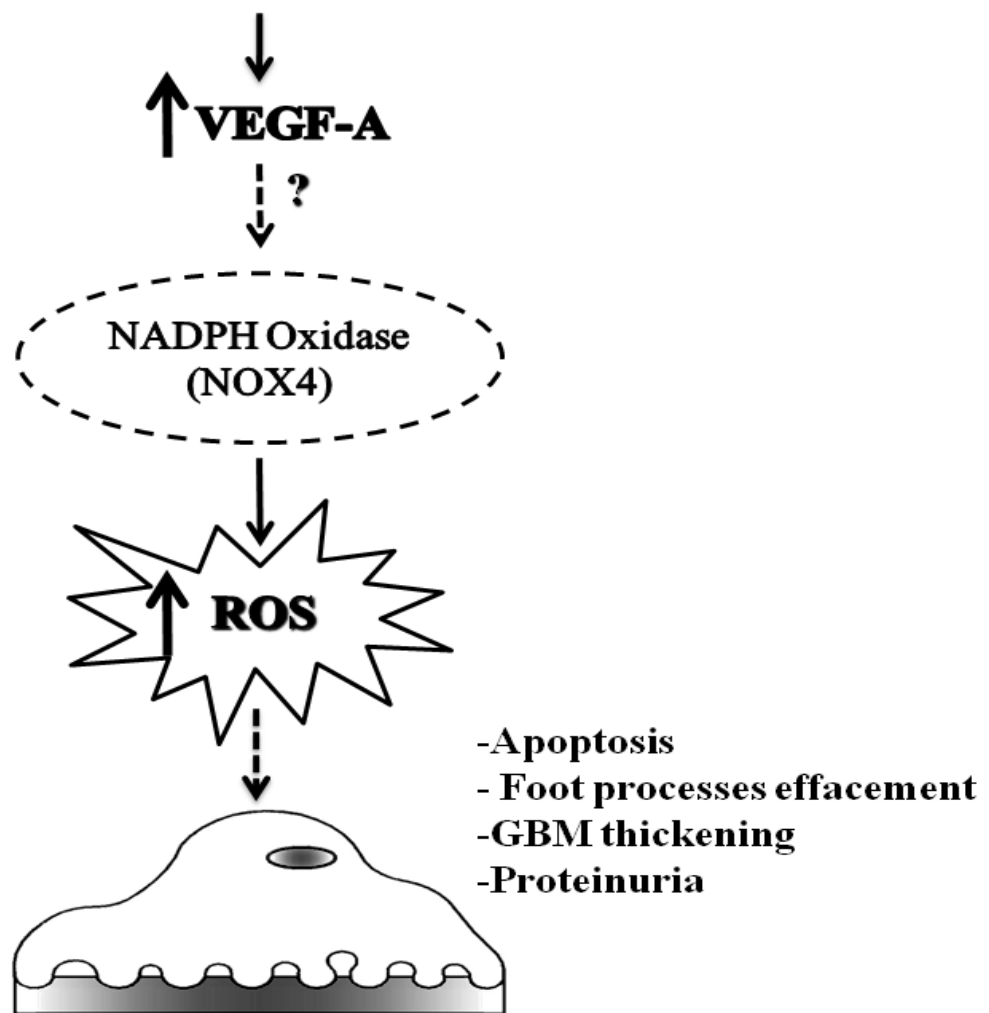 VEGF-A
?
NADPH Oxidase
(NOX4)
ROS
-Apoptosis
- Foot processes effacement
-GBM thickening
-Proteinuria